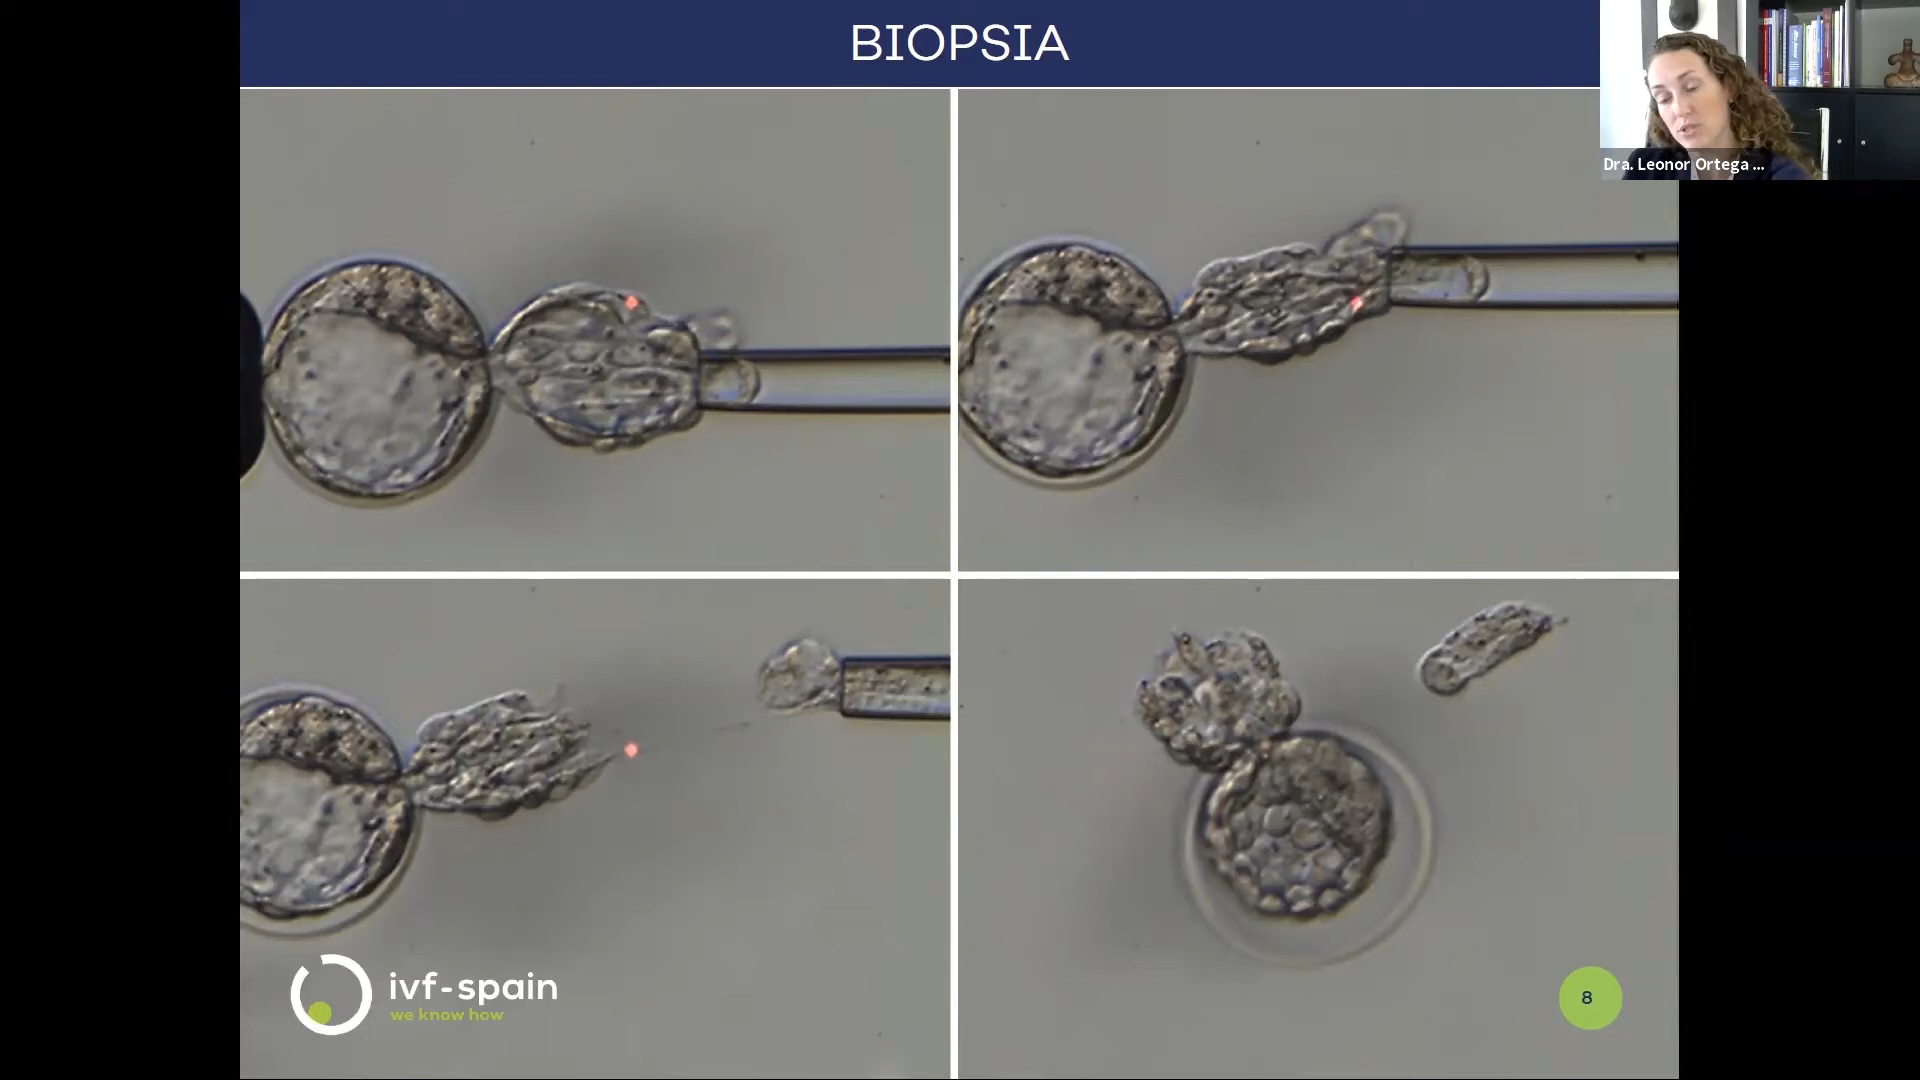 BIOPSIA
Dra. Leonor Ortega ...
ivf-spain
we know how
8